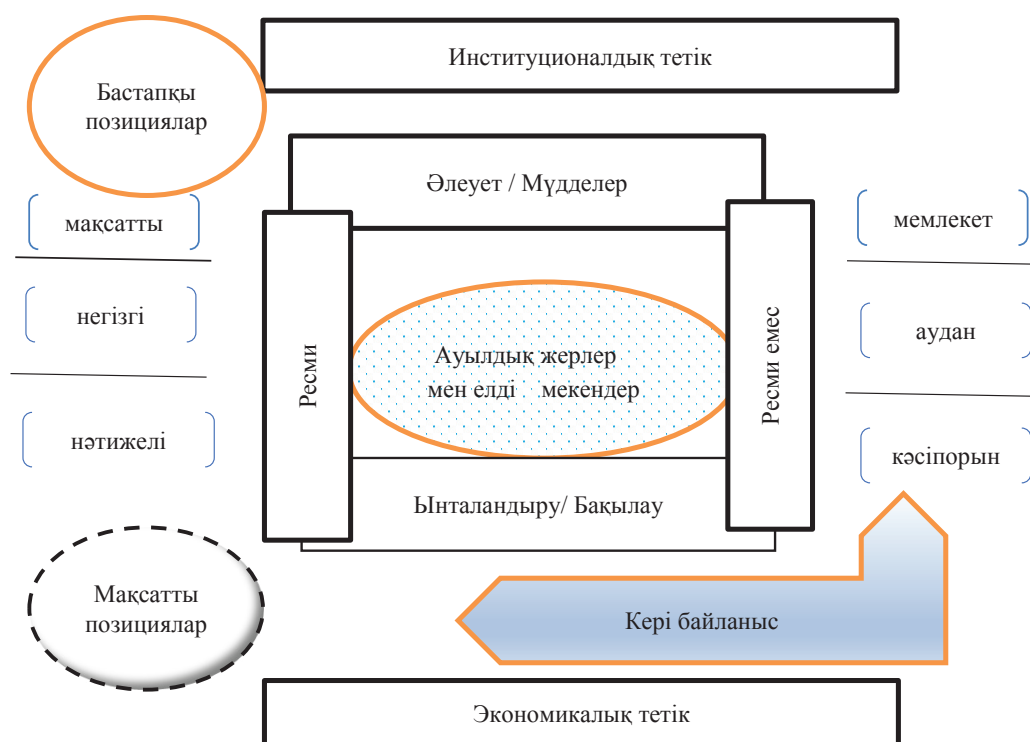 Институционалдық тетік
Бастапқы
позициялар
Әлеует / Мүдделер
мақсатты
мемлекет
негізгі
аудан
Ресми
Ауылдық жерлер
мен елді мекендер
Ресми емес
нәтижелі
кәсіпорын
Ынталандыру/ Бақылау
Мақсатты
позициялар
Кері байланыс
Экономикалық тетік